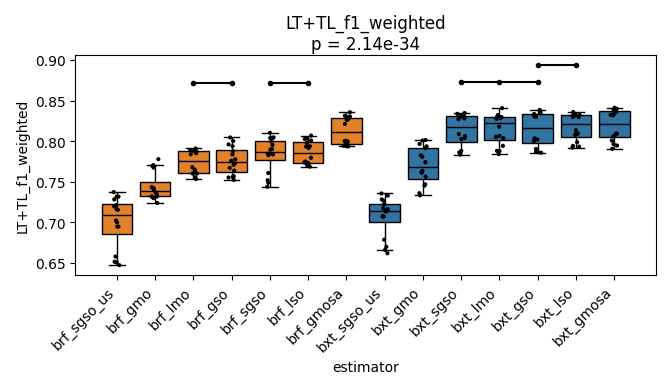 LT+TL_f1_weighted
p = 2.14e-34
LT+TL_f1_weighted
0.90
0.85
0.80
0.75
0.70
0.65
brf_sgso_us
brf_gmo
brf_lmo
brf_gso
brf_sgso
brf_lso
brf_gmosa
bxt_sgso_us
bxt_gmo
bxt_sgso
bxt_lmo
bxt_gso
bxt_lso
bxt_gmosa
estimator